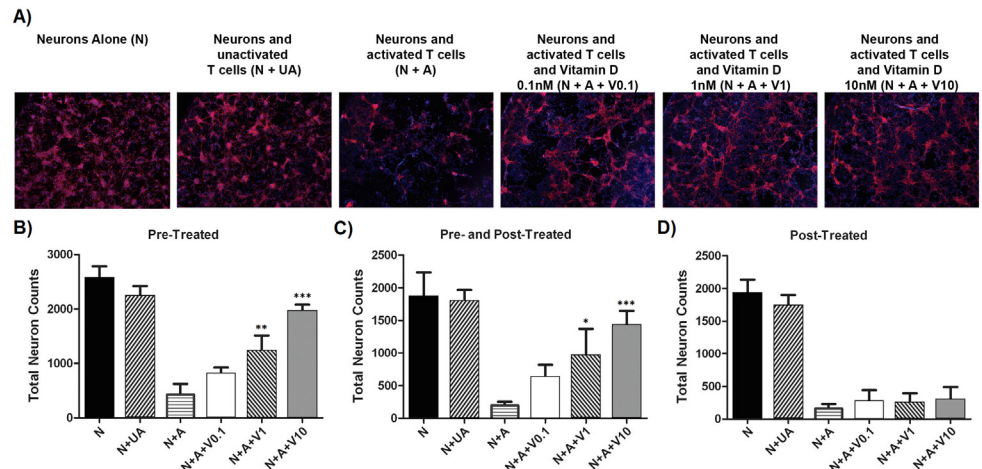 A)
Neurons Alone (N)
Neurons and
unactivated
T cells (N + UA)
Neurons and
activated T cells
(N + A)
Neurons and
activated T cells
and Vitamin D
0.1nM (N + A + V0.1)
Neurons and
activated T cells
and Vitamin D
1nM (N + A + V1)
Neurons and
activated T cells
and Vitamin D
10nM (N + A + V10)
B)
Pre-Treated
Total Neuron Counts
3000
2000
1000
0
**
***
N
N+UA
N+A
N+A+V0.1
N+A+V1
N+A+V10
C)
Pre- and Post-Treated
Total Neuron Counts
2500
2000
1500
1000
500
0
*
***
N
N+UA
N+A
N+A+V0.1
N+A+V1
N+A+V10
D)
Post-Treated
Total Neuron Counts
2500
2000
1500
1000
500
0
N
N+UA
N+A
N+A+V0.1
N+A+V1
N+A+V10